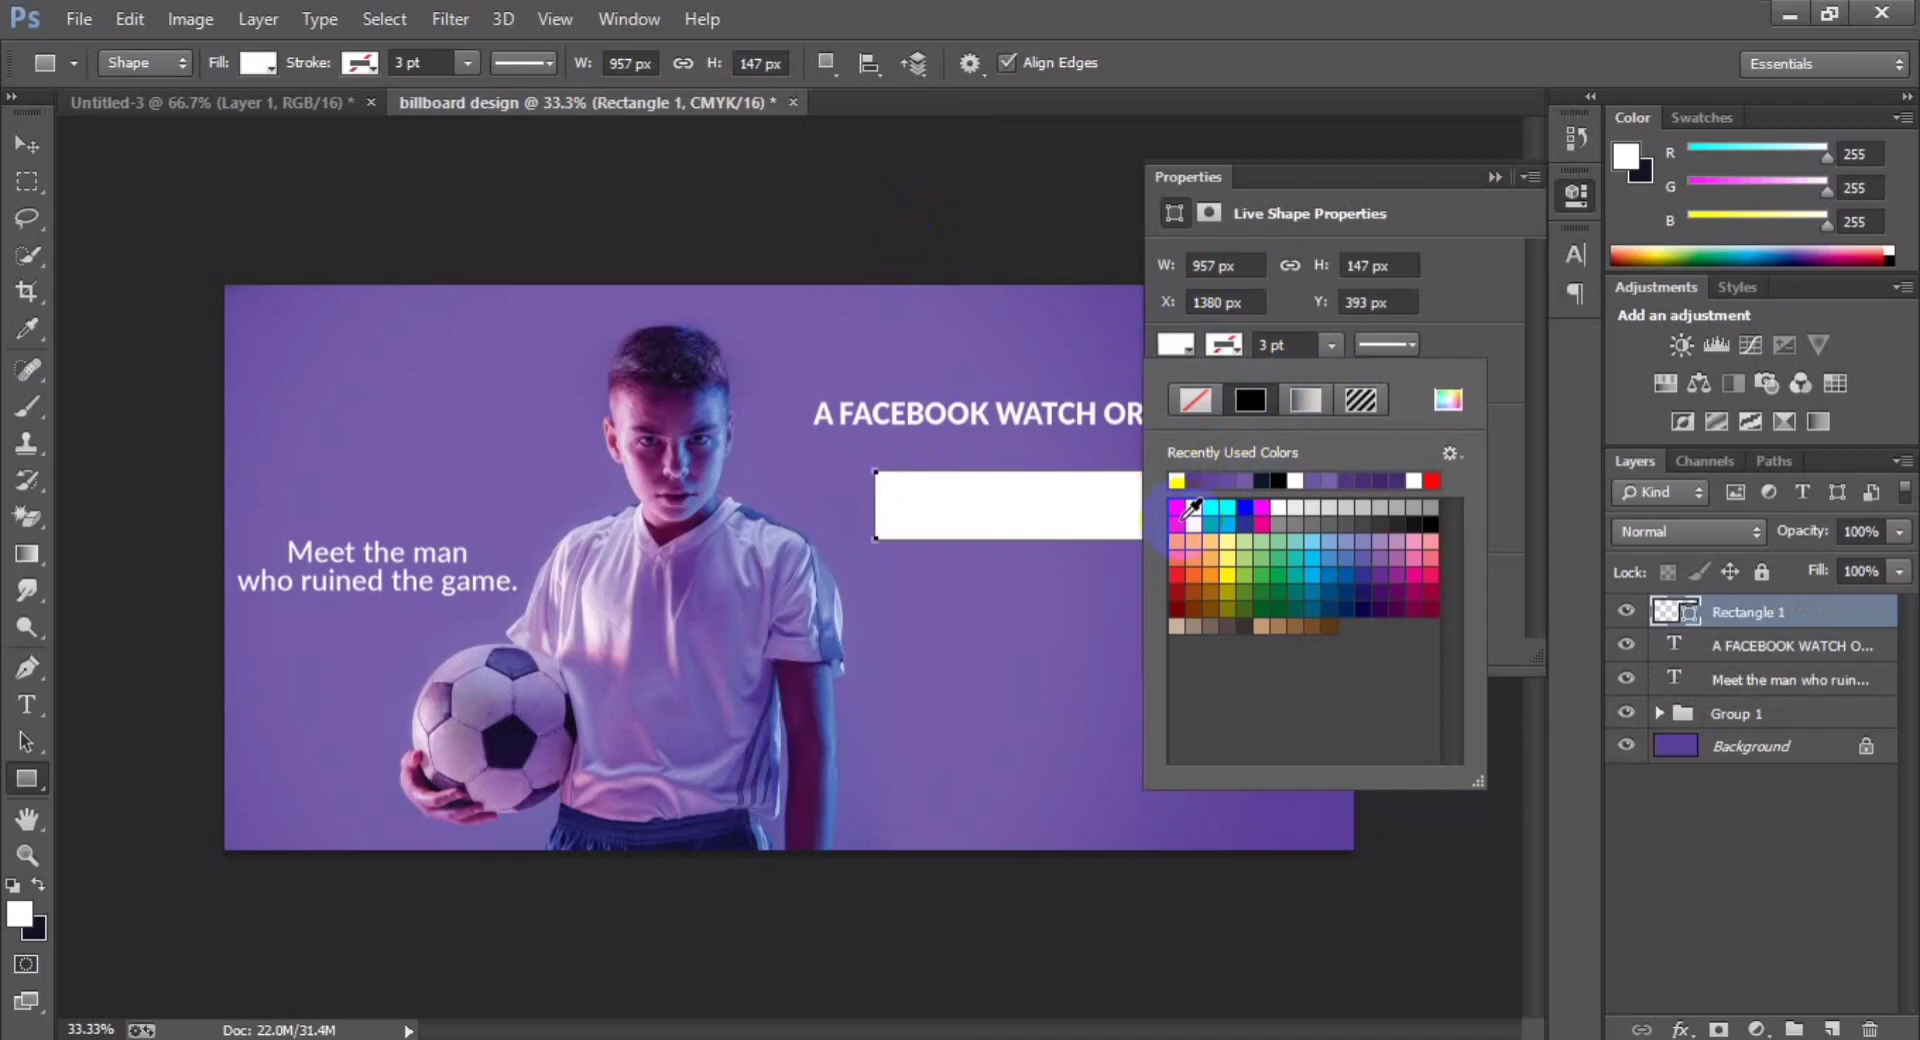 Ps File Edit Image Layer Type Select Filter 3D View Window Help
Shape Fill: Stroke: 3 pt W: 957 px H: 147 px Align Edges Essentials
Untitled-3 @ 66.7% (Layer 1, RGB/16) * × billboard design @ 33.3% (Rectangle 1, CMYK/16) * ×
Color Swatches
R 255
G 255
B 255
Properties
Live Shape Properties
W: 957 px H: 147 px
X: 1380 px Y: 393 px
3 pt
Recently Used Colors
Adjustments Styles
Add an adjustment
A FACEBOOK WATCH OR
Meet the man
who ruined the game.
Layers Channels Paths
Kind T
Normal Opacity: 100%
Lock: Fill: 100%
Rectangle 1
T A FACEBOOK WATCH O...
T Meet the man who ruin...
Group 1
Background
T
A
33.33% Doc: 22.0M/31.4M
fx